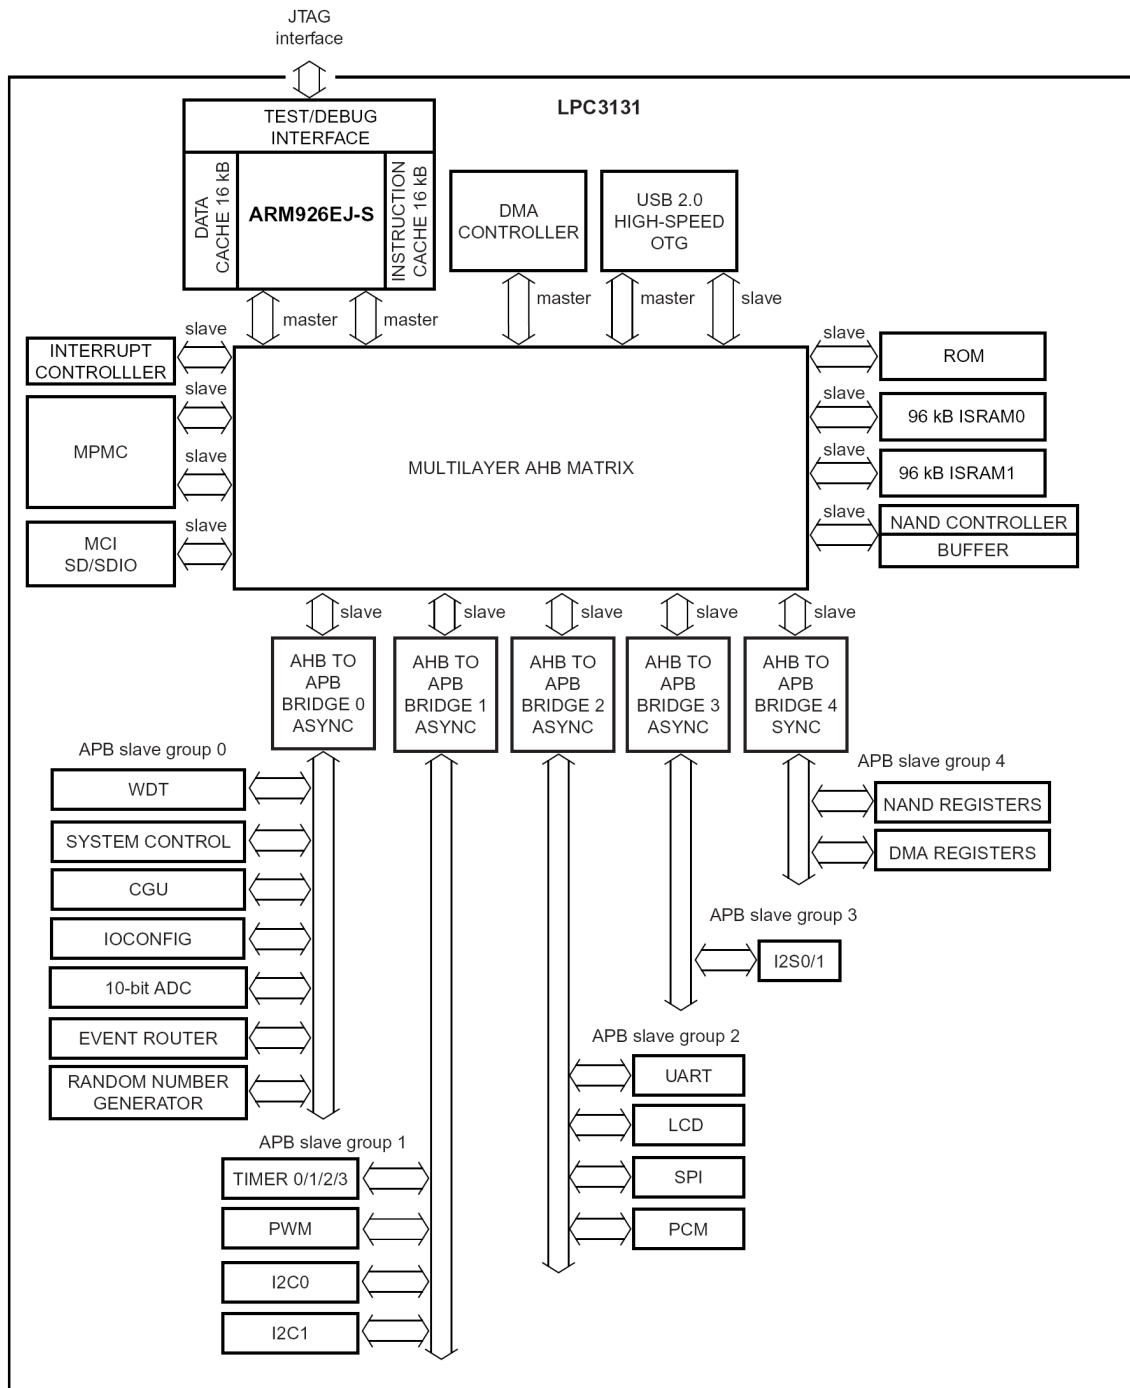 JTAG
interface
LPC3131
TEST/DEBUG
INTERFACE
DATA
CACHE 16 kB
ARM926EJ-S
INSTRUCTION
CACHE 16 kB
DMA
CONTROLLER
USB 2.0
HIGH-SPEED
OTG
master
master
master
master
slave
slave
INTERRUPT
CONTROLLLER
slave
MPMC
slave
slave
MCI
SD/SDIO
MULTILAYER AHB MATRIX
slave
ROM
slave
96 kB ISRAM0
slave
96 kB ISRAM1
slave
NAND CONTROLLER
BUFFER
slave
slave
slave
slave
slave
AHB TO
APB
BRIDGE 0
ASYNC
AHB TO
APB
BRIDGE 1
ASYNC
AHB TO
APB
BRIDGE 2
ASYNC
AHB TO
APB
BRIDGE 3
ASYNC
AHB TO
APB
BRIDGE 4
SYNC
APB slave group 0
WDT
SYSTEM CONTROL
CGU
IOCONFIG
10-bit ADC
EVENT ROUTER
RANDOM NUMBER
GENERATOR
APB slave group 4
NAND REGISTERS
DMA REGISTERS
APB slave group 3
I2S0/1
APB slave group 2
UART
LCD
SPI
PCM
APB slave group 1
TIMER 0/1/2/3
PWM
I2C0
I2C1